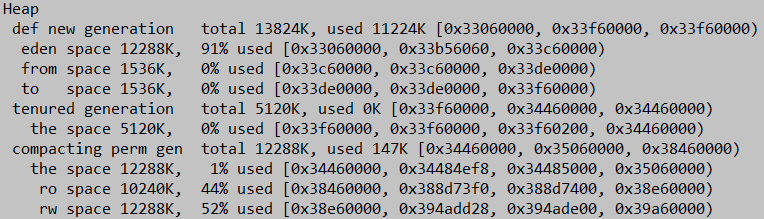 Heap
 def new generation   total 13824K, used 11224K [0x33060000, 0x33f60000, 0x33f60000)
  eden space 12288K,  91% used [0x33060000, 0x33b56060, 0x33c60000)
  from space 1536K,   0% used [0x33c60000, 0x33c60000, 0x33de0000)
  to   space 1536K,   0% used [0x33de0000, 0x33de0000, 0x33f60000)
 tenured generation   total 5120K, used 0K [0x33f60000, 0x34460000, 0x34460000)
   the space 5120K,   0% used [0x33f60000, 0x33f60000, 0x33f60200, 0x34460000)
 compacting perm gen  total 12288K, used 147K [0x34460000, 0x35060000, 0x38460000)
   the space 12288K,   1% used [0x34460000, 0x34484ef8, 0x34485000, 0x35060000)
    ro space 10240K,  44% used [0x38460000, 0x388d73f0, 0x388d7400, 0x38e60000)
    rw space 12288K,  52% used [0x38e60000, 0x394add28, 0x394ade00, 0x39a60000)